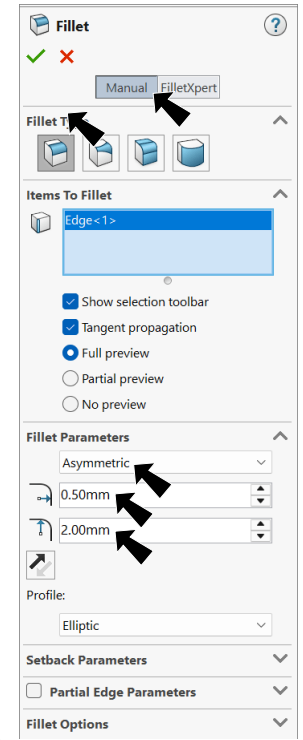 Fillet
?
Manual FilletXpert
Fillet
Items To Fillet
Edge<1>
Show selection toolbar
Tangent propagation
Full preview
Partial preview
No preview
Fillet Parameters
Asymmetric
0.50mm
2.00mm
Profile:
Elliptic
Setback Parameters
Partial Edge Parameters
Fillet Options